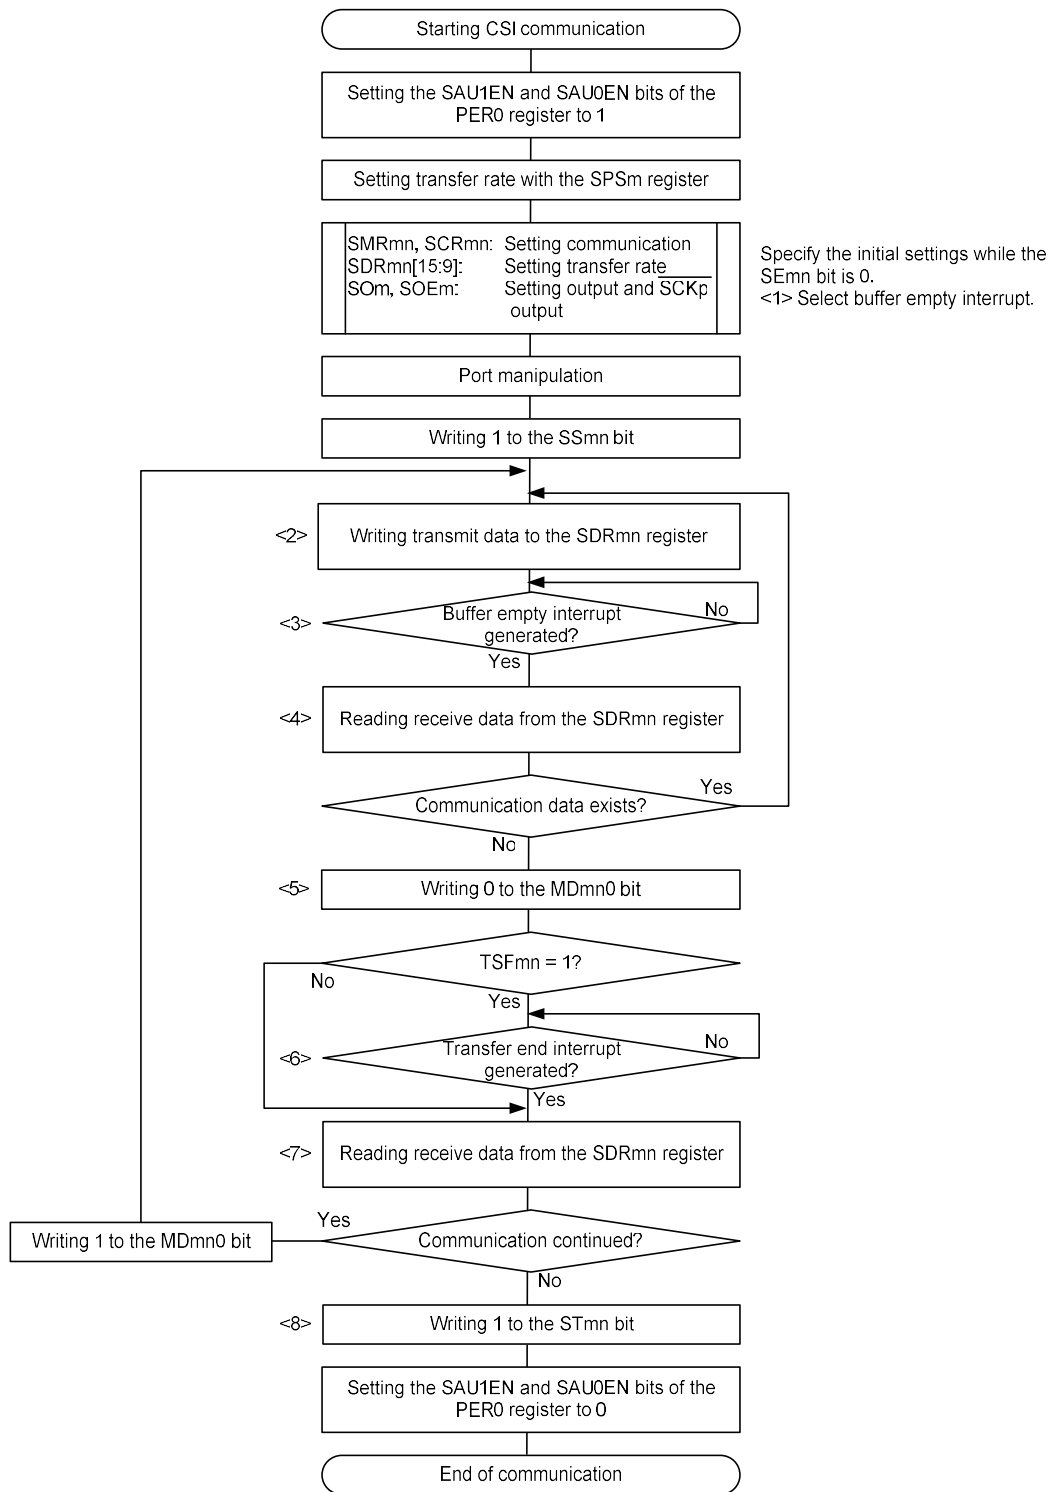 Starting CSI communication
Setting the SAU1EN and SAU0EN bits of the
PER0 register to 1
Setting transfer rate with the SPSm register
SMRmn, SCRmn: Setting communication
SDRmn[15:9]: Setting transfer rate
SOm, SOEm: Setting output and SCKp
output
Specify the initial settings while the
SEmn bit is 0.
<1> Select buffer empty interrupt.
Port manipulation
Writing 1 to the SSmn bit
<2> Writing transmit data to the SDRmn register
<3> Buffer empty interrupt
generated?
No
Yes
<4> Reading receive data from the SDRmn register
Communication data exists?
Yes
No
<5> Writing 0 to the MDmn0 bit
TSFmn = 1?
No
Yes
<6> Transfer end interrupt
generated?
No
Yes
<7> Reading receive data from the SDRmn register
Communication continued?
Yes
Writing 1 to the MDmn0 bit
No
<8> Writing 1 to the STmn bit
Setting the SAU1EN and SAU0EN bits of the
PER0 register to 0
End of communication